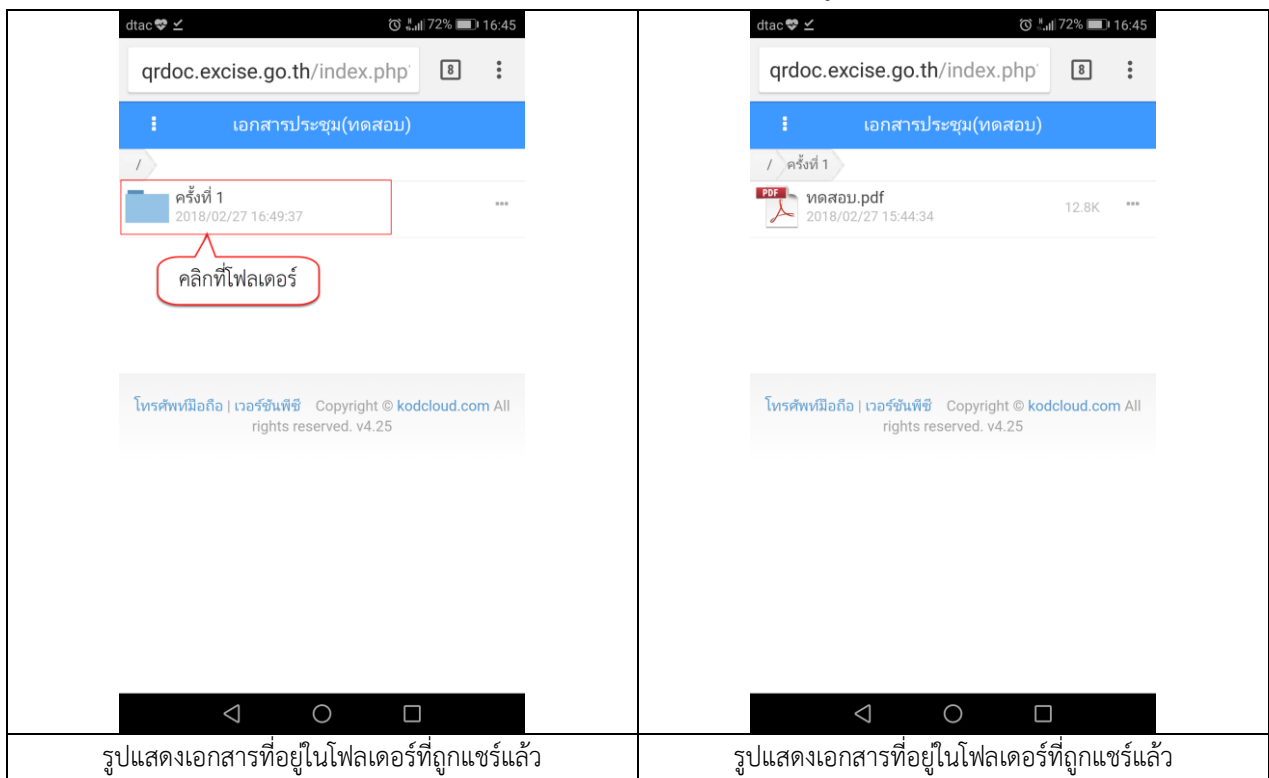 dtac 72% 16:45
qrdoc.excise.go.th/index.php 8
เอกสารประชุม(ทดสอบ)
/
ครั้งที่ 1
2018/02/27 16:49:37
คลิกที่โฟลเดอร์
โทรศัพท์มือถือ | เวอร์ชันพีซี Copyright © kodcloud.com All
rights reserved. v4.25
รูปแสดงเอกสารที่อยู่ในโฟลเดอร์ที่ถูกแชร์แล้ว
dtac 72% 16:45
qrdoc.excise.go.th/index.php 8
เอกสารประชุม(ทดสอบ)
/ ครั้งที่ 1
PDF ทดสอบ.pdf
2018/02/27 15:44:34 12.8K
โทรศัพท์มือถือ | เวอร์ชันพีซี Copyright © kodcloud.com All
rights reserved. v4.25
รูปแสดงเอกสารที่อยู่ในโฟลเดอร์ที่ถูกแชร์แล้ว